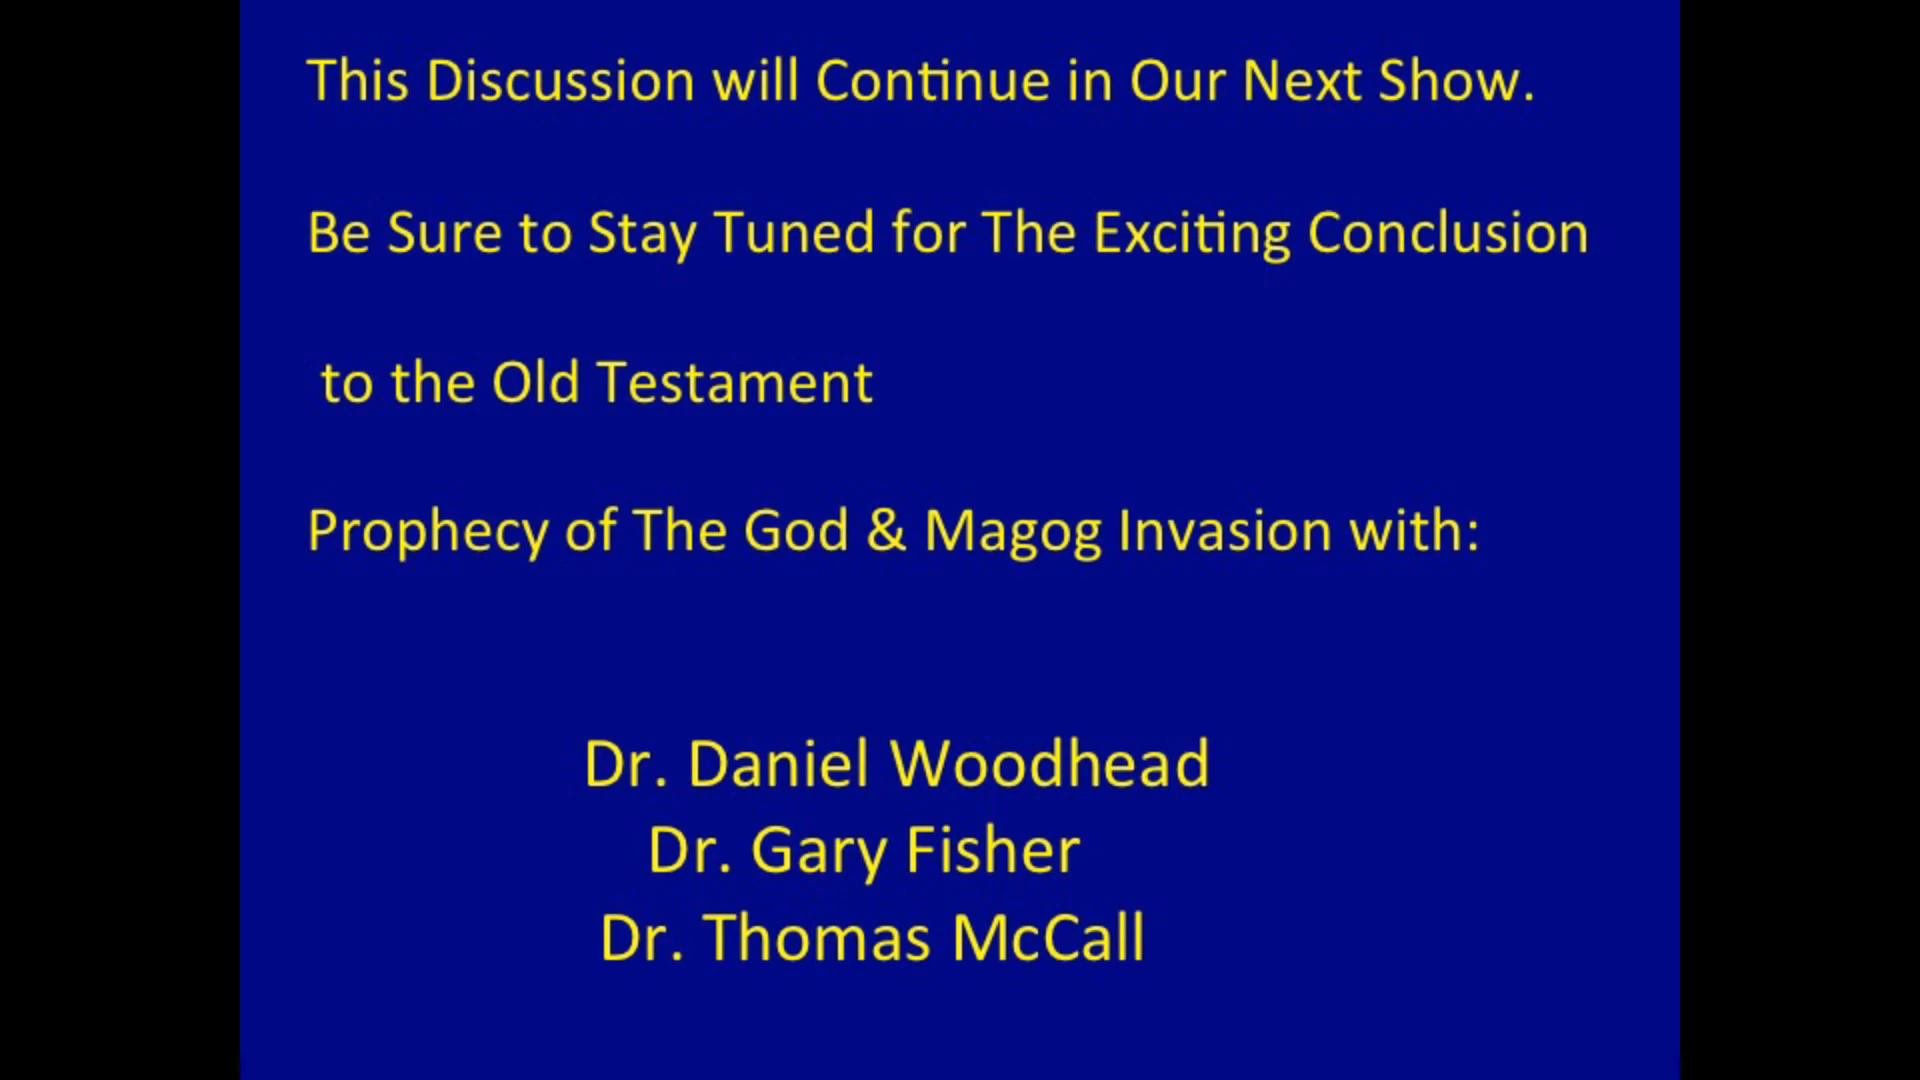 This Discussion will Continue in Our Next Show.
Be Sure to Stay Tuned for The Exciting Conclusion
to the Old Testament
Prophecy of The God & Magog Invasion with:
Dr. Daniel Woodhead
Dr. Gary Fisher
Dr. Thomas McCall